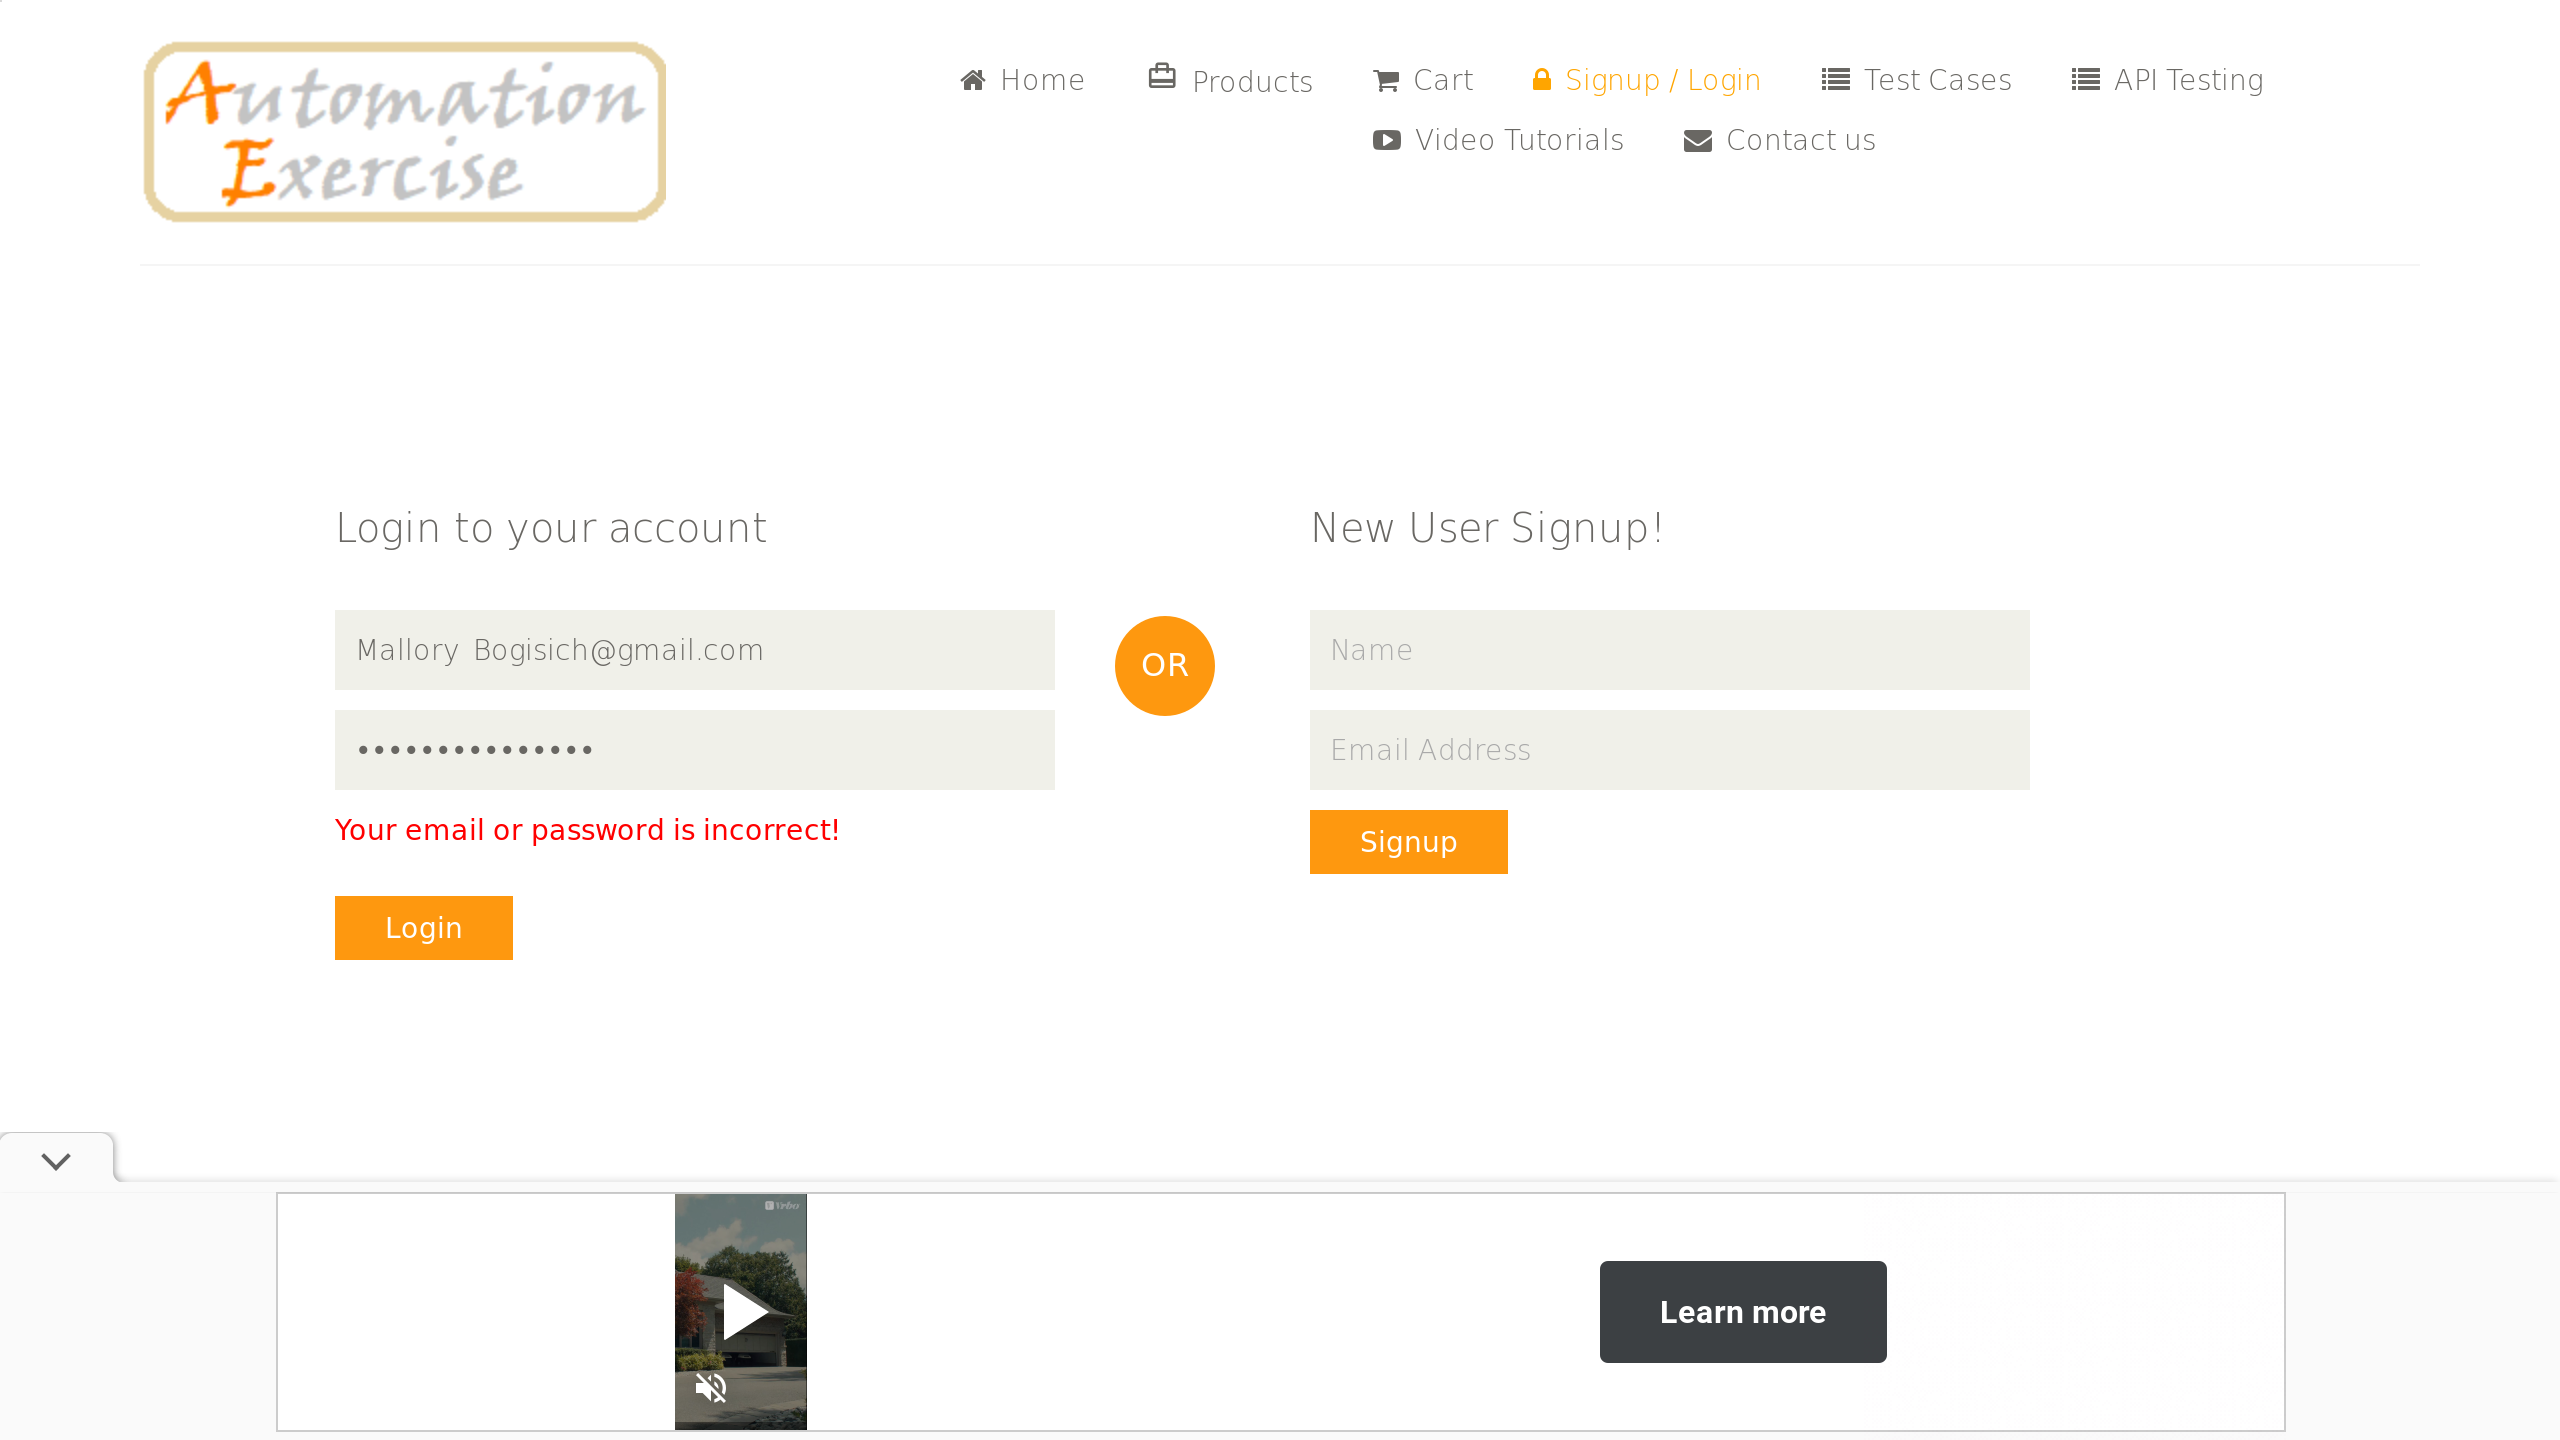 Automation
Exercise
Home
Products
Cart
Signup / Login
Test Cases
API Testing
Video Tutorials
Contact us
Login to your account
New User Signup!
Mallory Bogisich@gmail.com
OR
Name
•••••••••••••••
Email Address
Your email or password is incorrect!
Signup
Login
Vrbo
Learn more